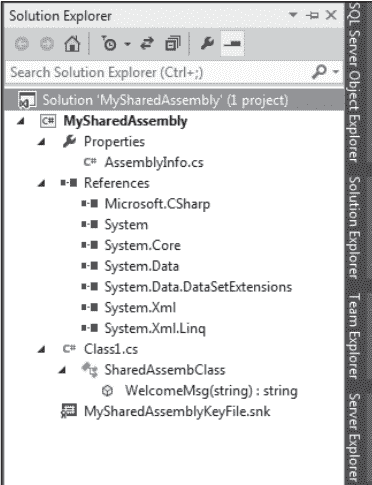 Solution Explorer
Search Solution Explorer (Ctrl+;)
Solution 'MySharedAssembly' (1 project)
C# MySharedAssembly
Properties
C# AssemblyInfo.cs
References
Microsoft.CSharp
System
System.Core
System.Data
System.Data.DataSetExtensions
System.Xml
System.Xml.Linq
C# Class1.cs
SharedAssembClass
WelcomeMsg(string) : string
MySharedAssemblyKeyFile.snk
SQL Server Object Explorer
Solution Explorer
Team Explorer
Server Explorer